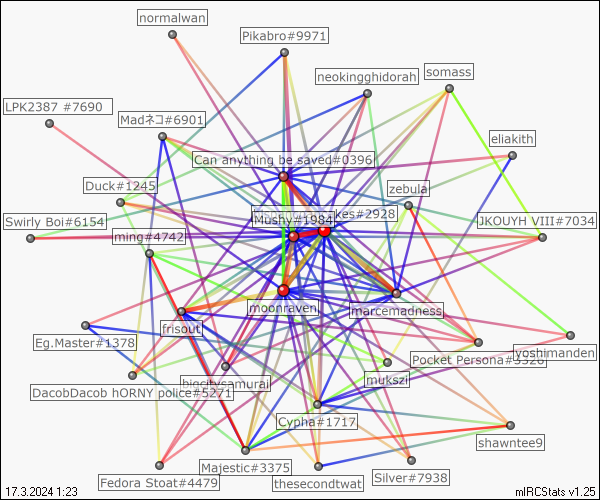 normalwan
Pikabro#9971
neokingghidorah
somass
LPK2387 #7690
Madネコ#6901
eliakith
Can anything be saved#0396
Duck#1245
zebula
Swirly Boi#6154
Mushy#1984
kes#2928
JKOUYH VIII#7034
ming#4742
moonraven
marcemadness
frisout
Eg.Master#1378
Pocket Persona#3326
yoshimanden
bigcitysamurai
mukszi
DacobDacob hORNY police#5271
Cypha#1717
shawntee9
Majestic#3375
Fedora Stoat#4479
thesecondtwat
Silver#7938
17.3.2024 1:23
mIRCStats v1.25